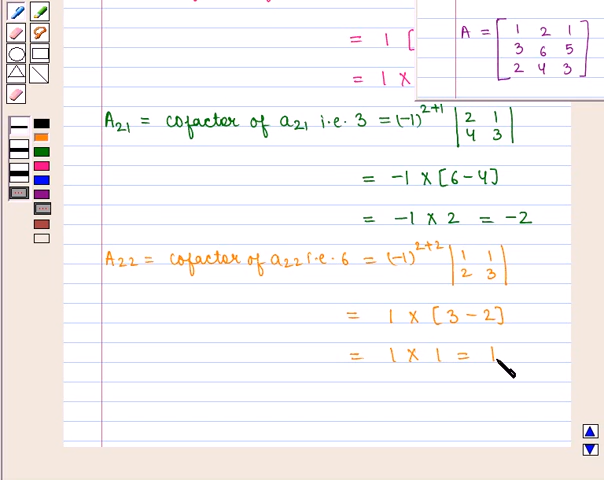 = 1 [
= 1 ×
A = [ 1 2 1
3 6 5
2 4 3 ]
A₂₁ = cofactor of a₂₁ i.e. 3 = (-1)²⁺¹ | 2 1
4 3 |
= -1 × [6-4]
= -1 × 2 = -2
A₂₂ = cofactor of a₂₂ i.e. 6 = (-1)²⁺² | 1 1
2 3 |
= 1 × [3-2]
= 1 × 1 = 1